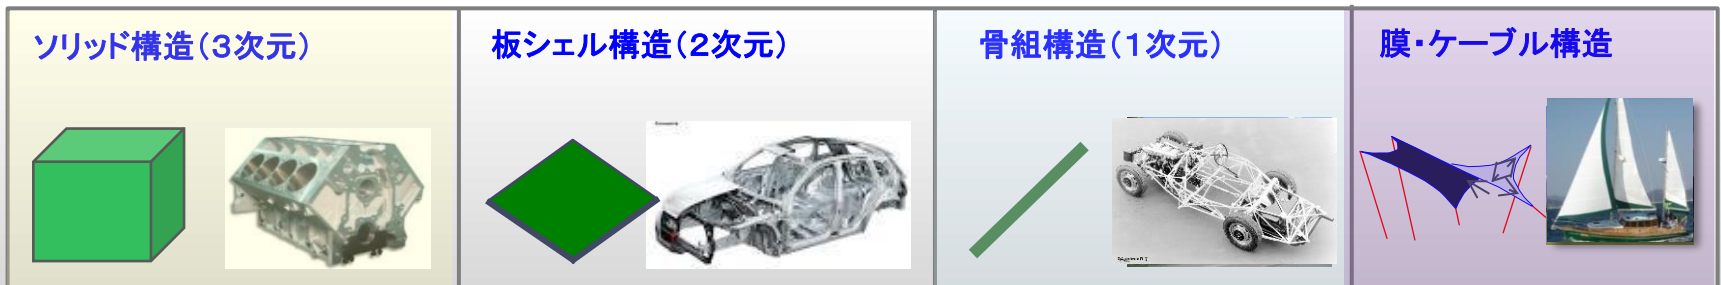 ソリッド構造（３次元）
板シェル構造（２次元）
骨組構造（１次元）
膜・ケーブル構造